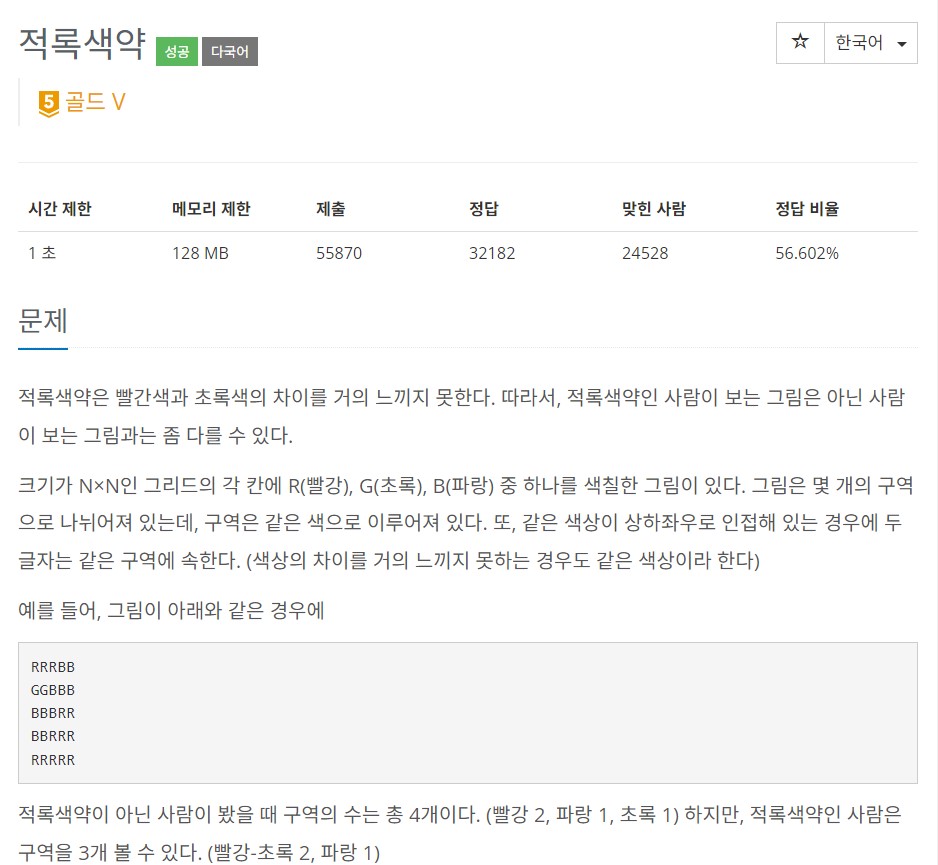 적록색약 성공 다국어
☆ 한국어
5 골드 V
시간 제한 메모리 제한 제출 정답 맞힌 사람 정답 비율
1 초 128 MB 55870 32182 24528 56.602%
문제
적록색약은 빨간색과 초록색의 차이를 거의 느끼지 못한다. 따라서, 적록색약인 사람이 보는 그림은 아닌 사람
이 보는 그림과는 좀 다를 수 있다.
크기가 N×N인 그리드의 각 칸에 R(빨강), G(초록), B(파랑) 중 하나를 색칠한 그림이 있다. 그림은 몇 개의 구역
으로 나뉘어져 있는데, 구역은 같은 색으로 이루어져 있다. 또, 같은 색상이 상하좌우로 인접해 있는 경우에 두
글자는 같은 구역에 속한다. (색상의 차이를 거의 느끼지 못하는 경우도 같은 색상이라 한다)
예를 들어, 그림이 아래와 같은 경우에
RRRBB
GGBBB
BBBRR
BBRRR
RRRRR
적록색약이 아닌 사람이 봤을 때 구역의 수는 총 4개이다. (빨강 2, 파랑 1, 초록 1) 하지만, 적록색약인 사람은
구역을 3개 볼 수 있다. (빨강-초록 2, 파랑 1)